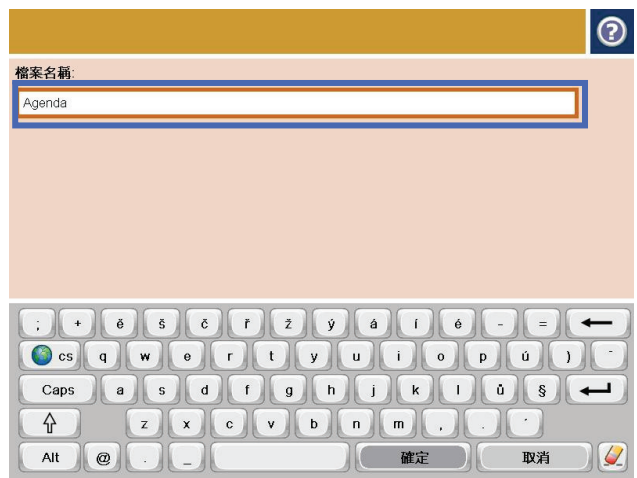 ?
檔案名稱:
Agenda
; + ě š č ř ž ý á í é - =
cs q w e r t y u i o p ú ) ¨
Caps a s d f g h j k l ů §
z x c v b n m , . ´
Alt @ . _ 確定 取消